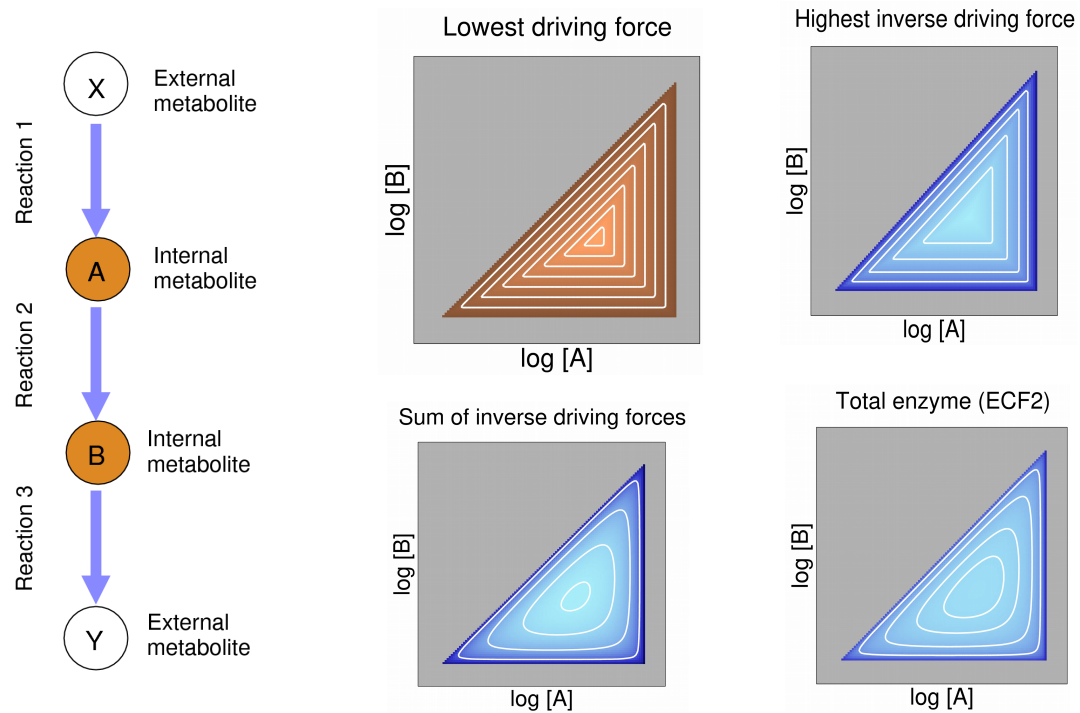 X
External
metabolite
Reaction 1
A
Internal
metabolite
Reaction 2
B
Internal
metabolite
Reaction 3
Y
External
metabolite
Lowest driving force
log [B]
log [A]
Highest inverse driving force
log [B]
log [A]
Sum of inverse driving forces
log [B]
log [A]
Total enzyme (ECF2)
log [B]
log [A]